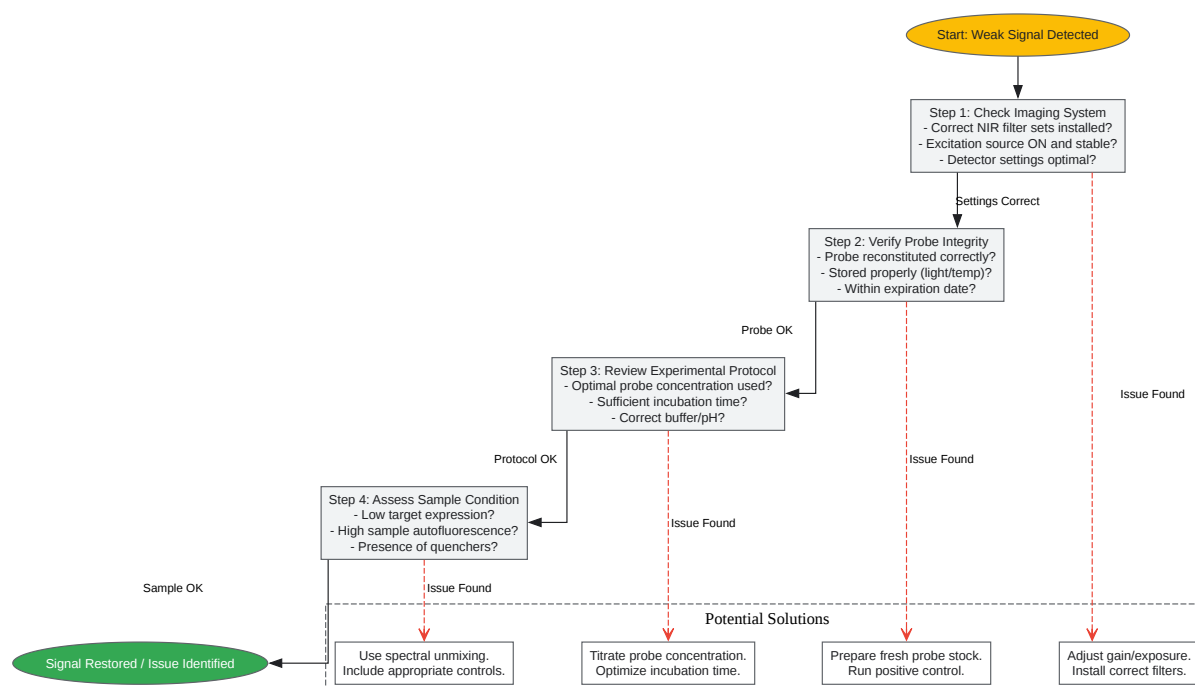 Start: Weak Signal Detected
Step 1: Check Imaging System
- Correct NIR filter sets installed?
- Excitation source ON and stable?
- Detector settings optimal?
Settings Correct
Step 2: Verify Probe Integrity
- Probe reconstituted correctly?
- Stored properly (light/temp)?
- Within expiration date?
Probe OK
Step 3: Review Experimental Protocol
- Optimal probe concentration used?
- Sufficient incubation time?
- Correct buffer/pH?
Issue Found
Protocol OK
Issue Found
Step 4: Assess Sample Condition
- Low target expression?
- High sample autofluorescence?
- Presence of quenchers?
Issue Found
Sample OK
Issue Found
Potential Solutions
Signal Restored / Issue Identified
Use spectral unmixing.
Include appropriate controls.
Titrate probe concentration.
Optimize incubation time.
Prepare fresh probe stock.
Run positive control.
Adjust gain/exposure.
Install correct filters.